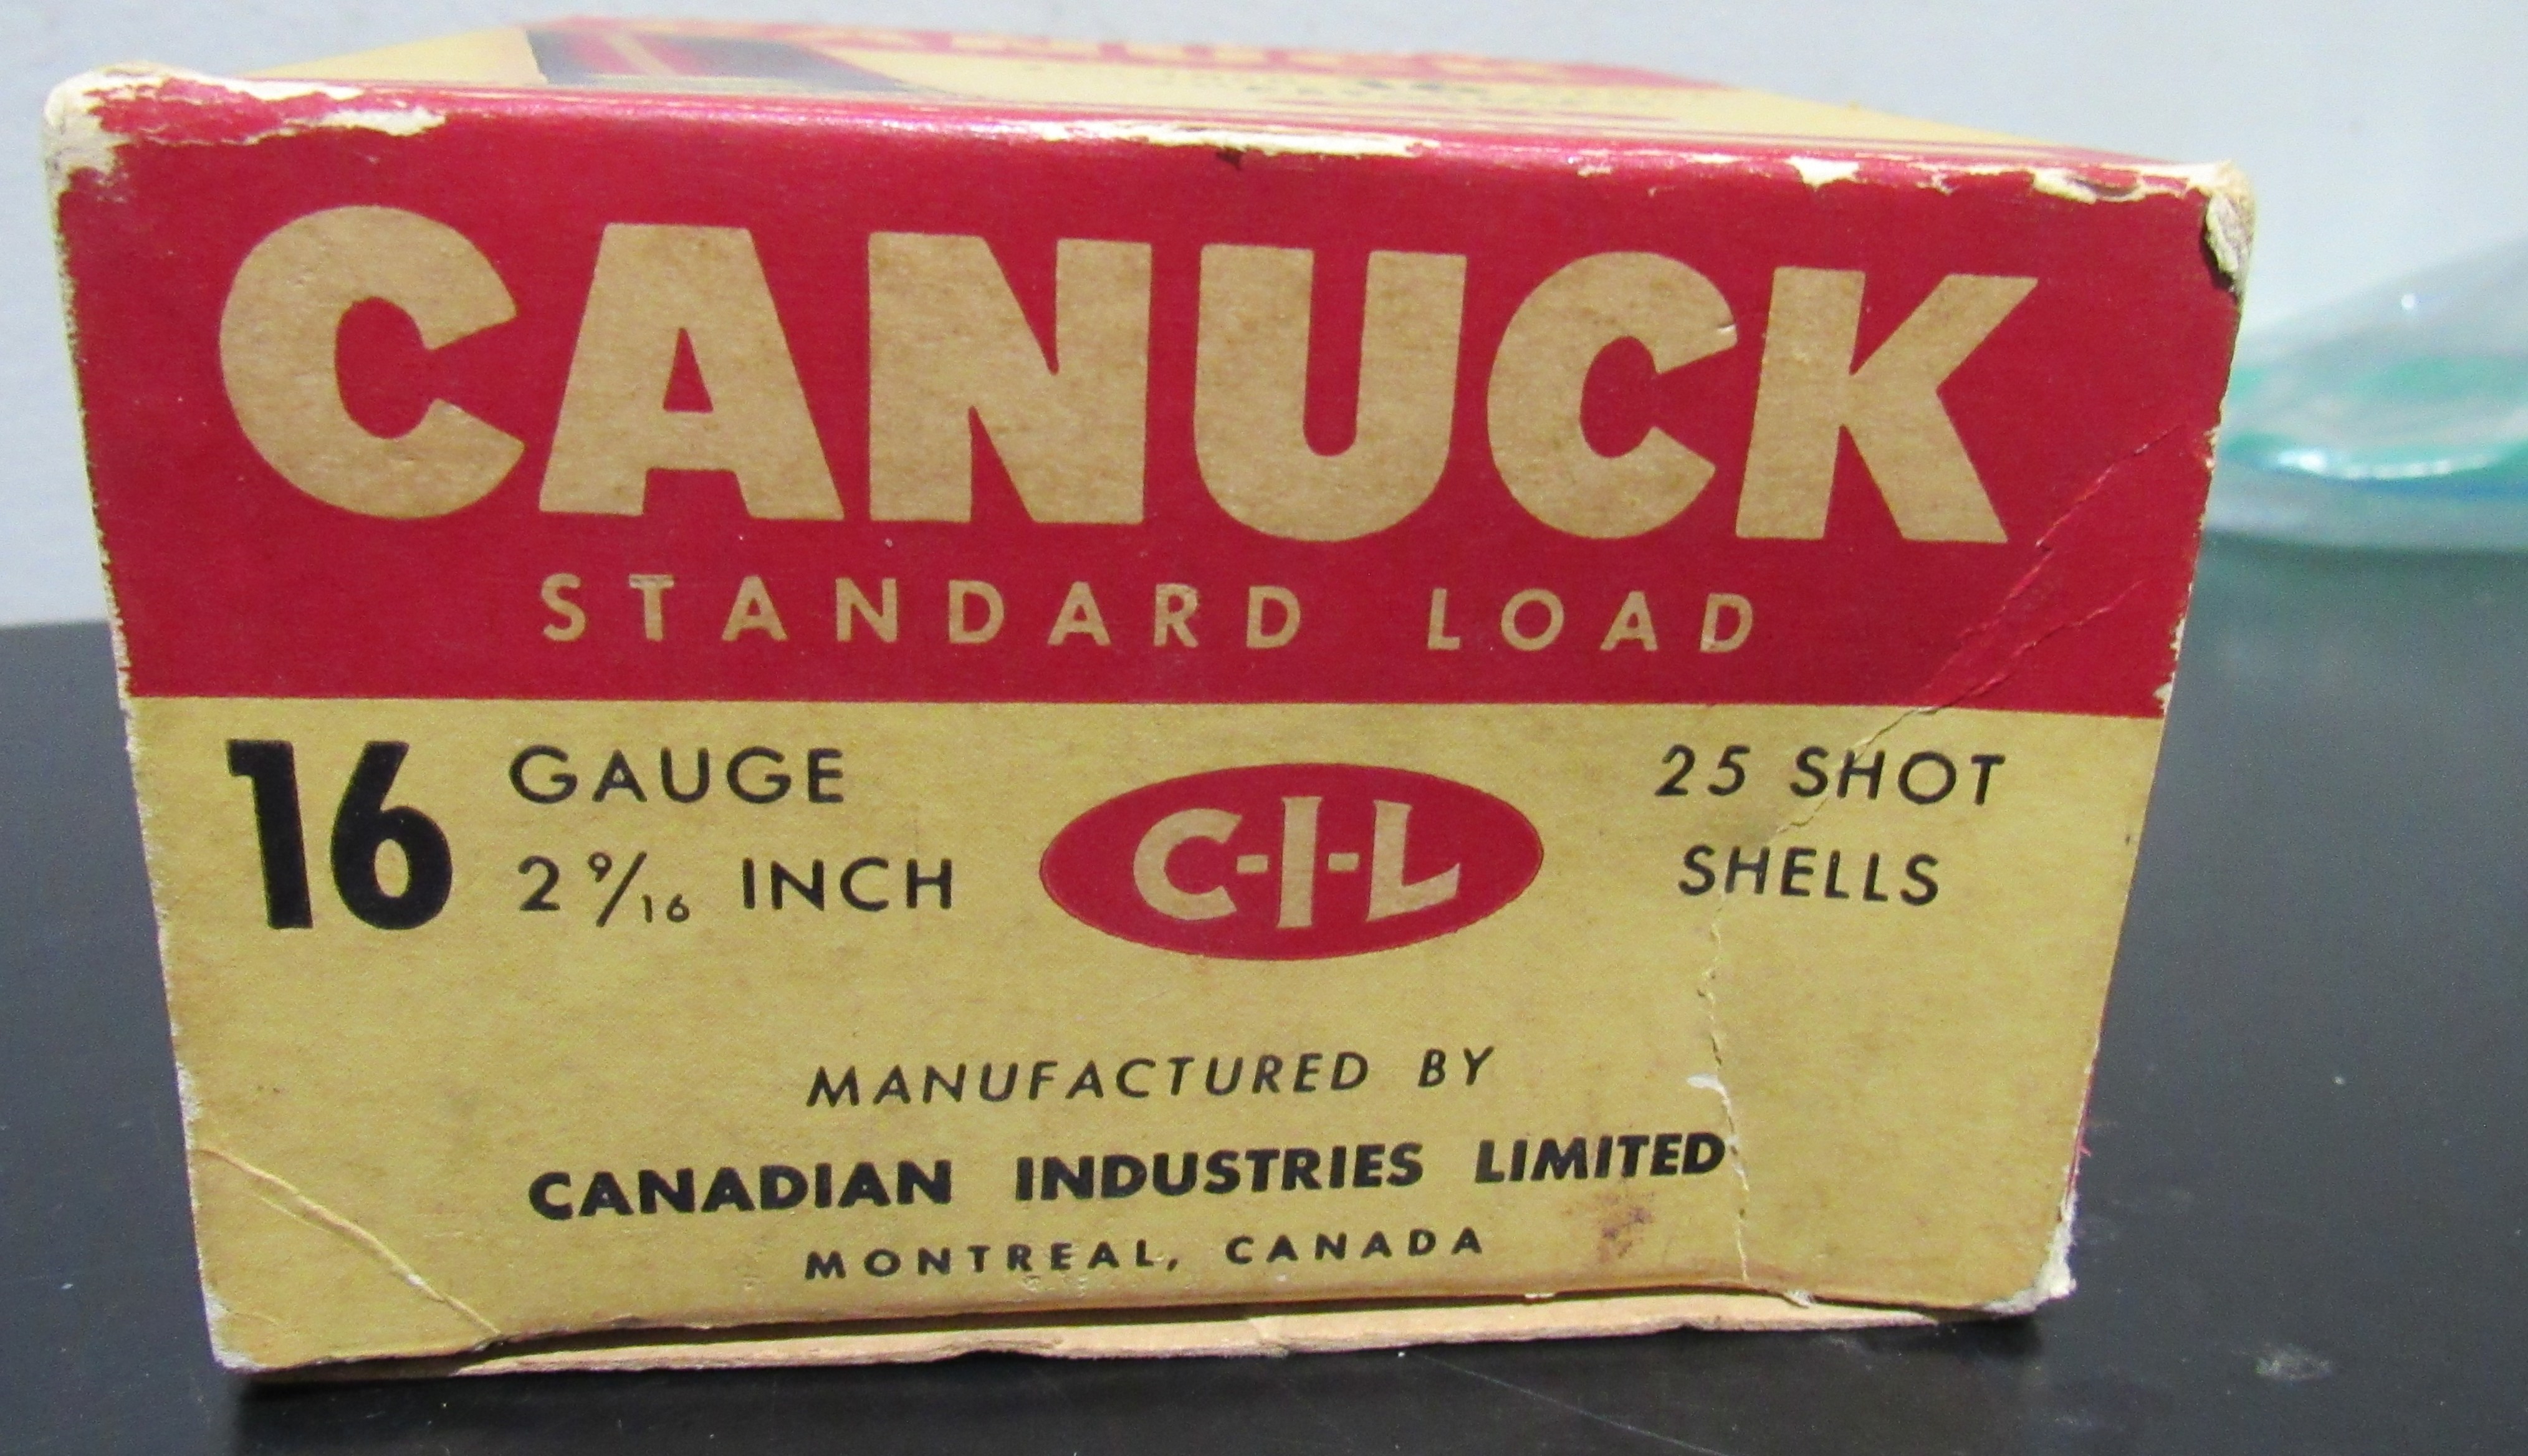 CANUCK
STANDARD LOAD
16 GAUGE
2 9/16 INCH
C-I-L
25 SHOT
SHELLS
MANUFACTURED BY
CANADIAN INDUSTRIES LIMITED
MONTREAL, CANADA